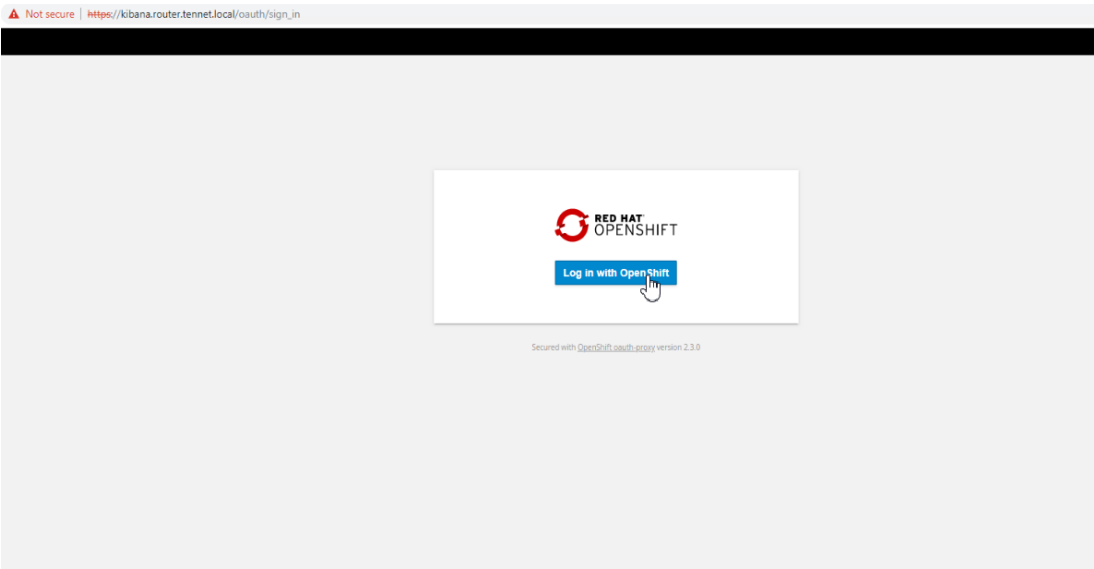 Not secure | https://kibana.router.tennet.local/oauth/sign_in
RED HAT
OPENSHIFT
Log in with OpenShift
Secured with OpenShift oauth-proxy version 2.3.0